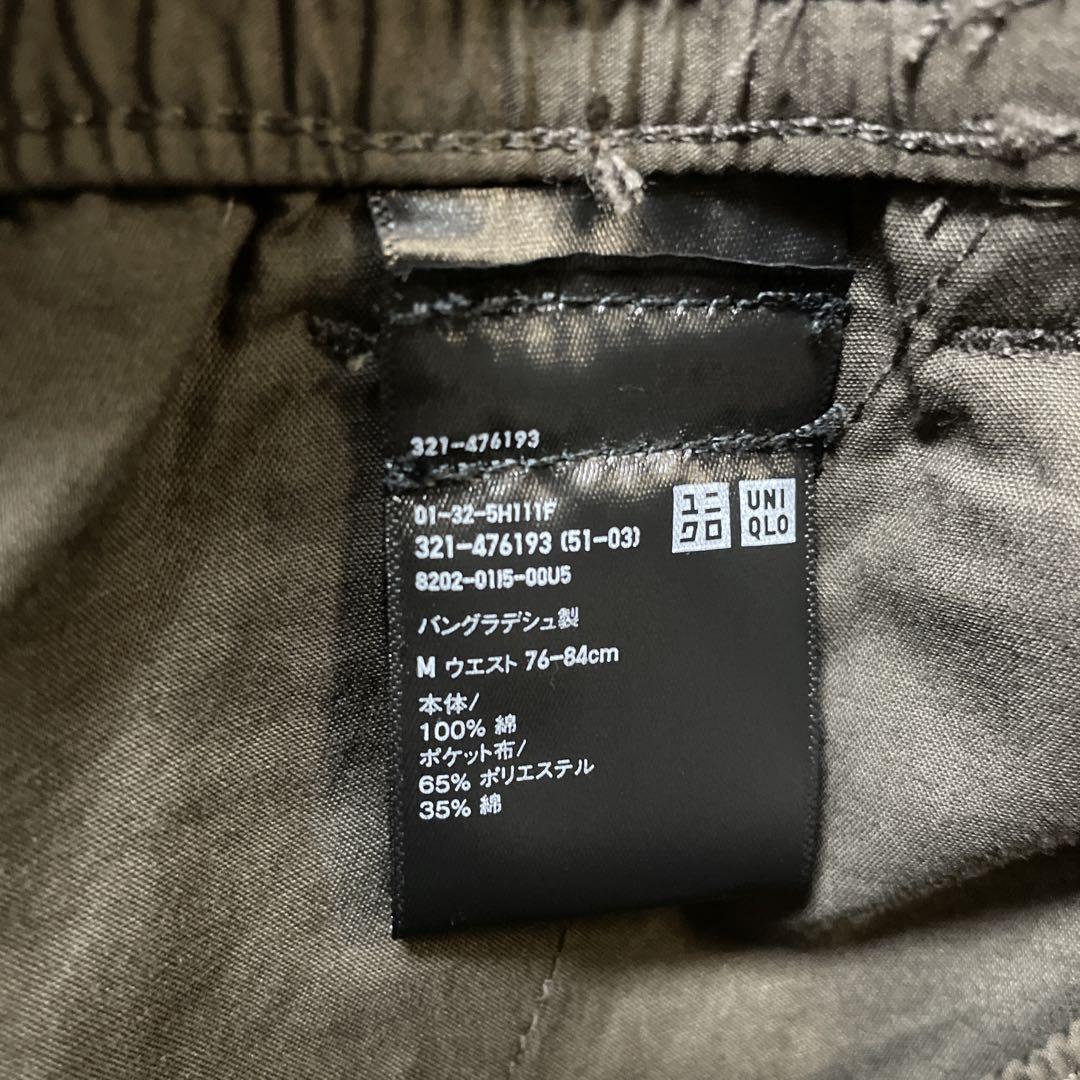 321-476193
01-32-5H111F
321-476193 (51-03)
8202-0115-00U5
ユニ
クロ
UNI
QLO
バングラデシュ製
M ウエスト 76-84cm
本体/
100% 綿
ポケット布/
65% ポリエステル
35% 綿